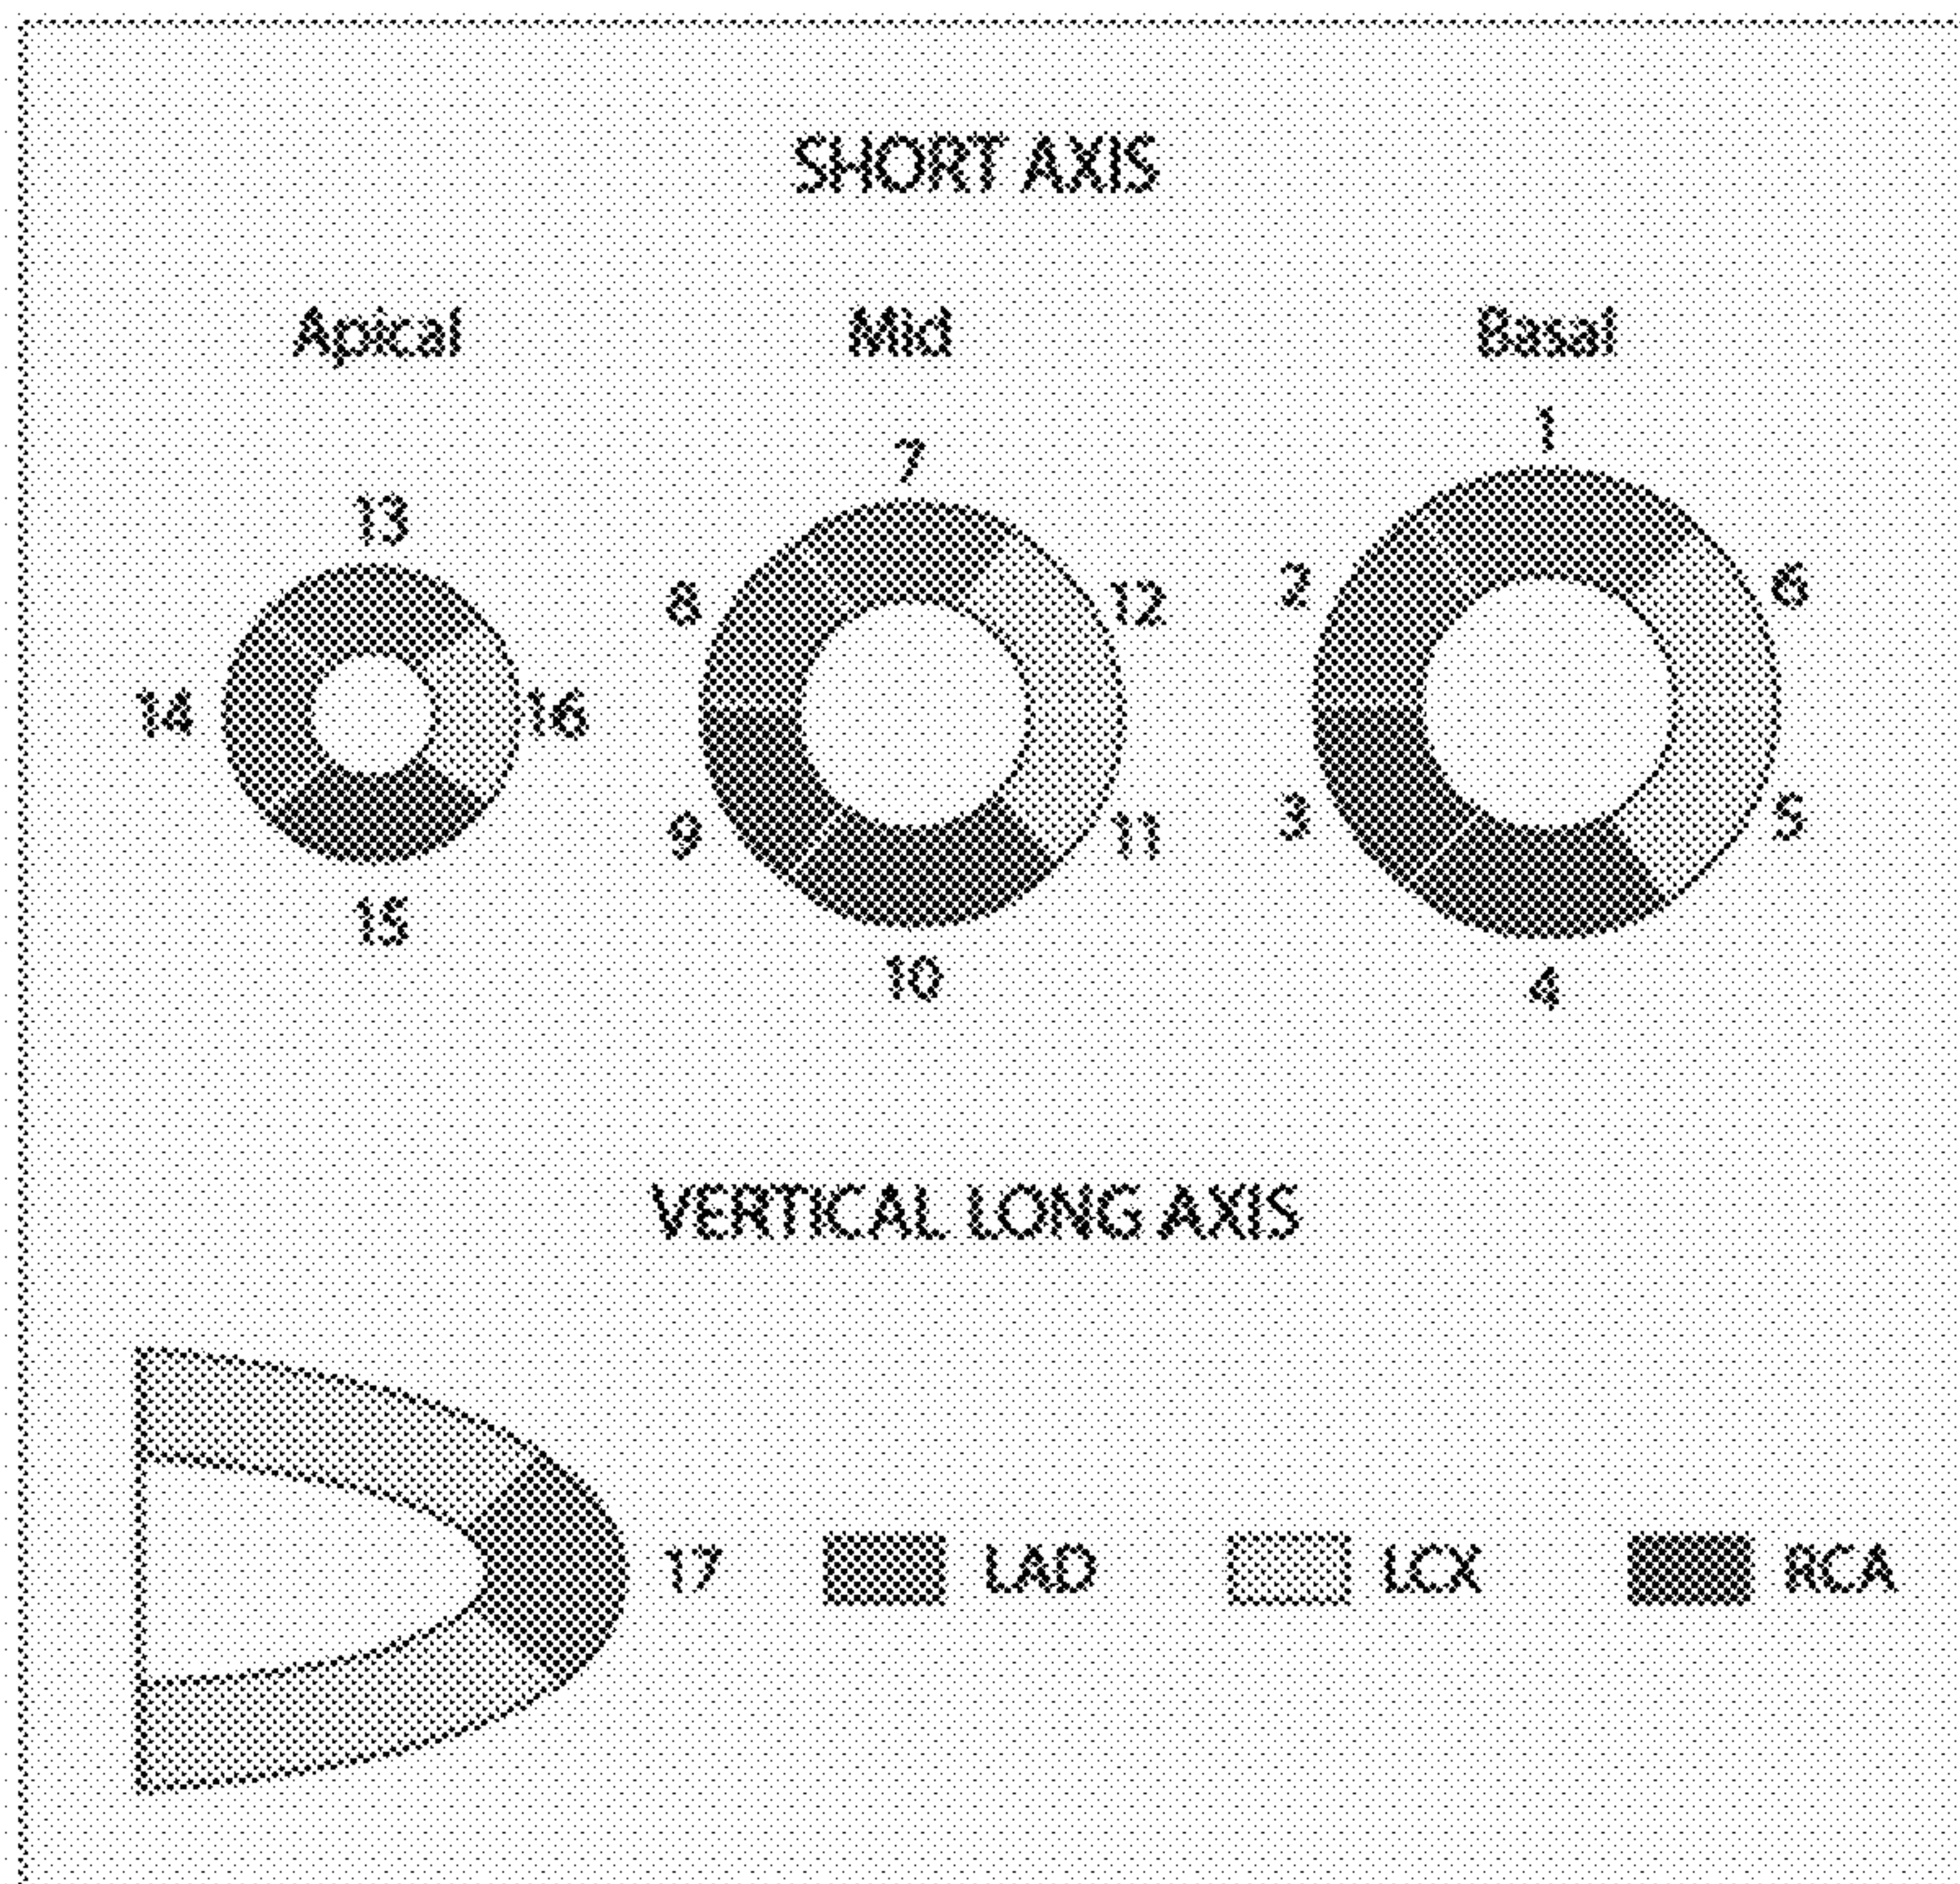 SHORT AXIS
Apical Mid Basal
1
7
13
8 12 2 6
14 16
9 11 3 5
15
10 4
VERTICAL LONG AXIS
17 LAD LCX RCA